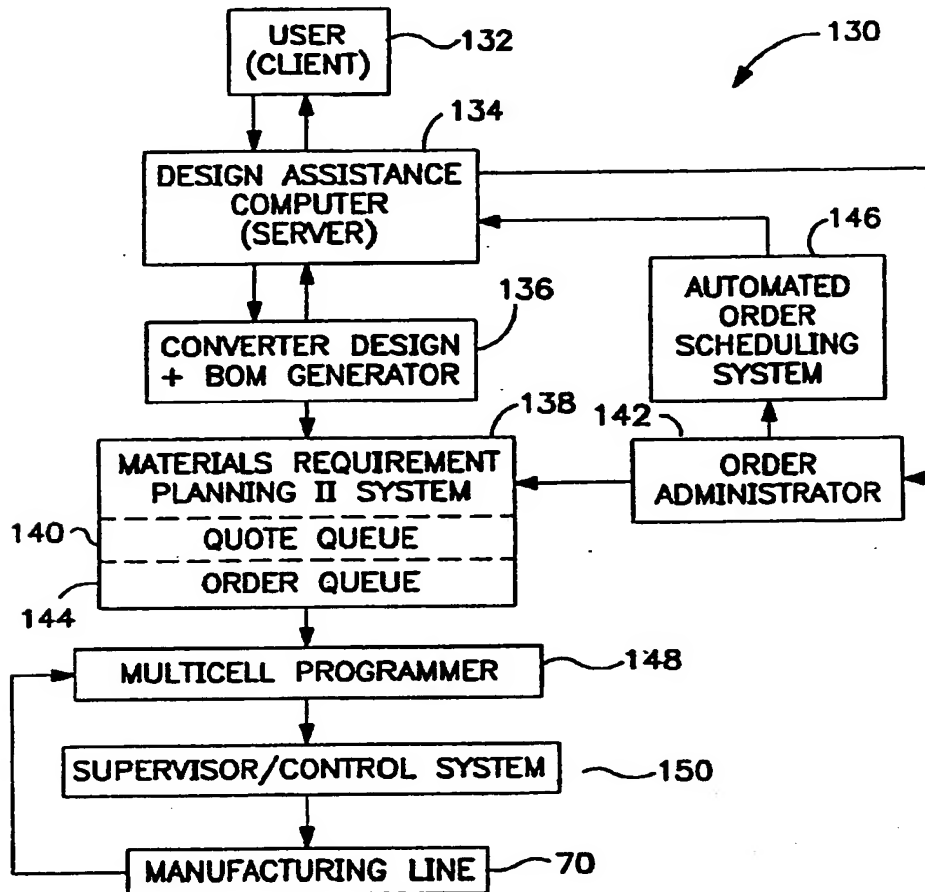 USER
(CLIENT)
132
130
134
DESIGN ASSISTANCE
COMPUTER
(SERVER)
146
AUTOMATED
ORDER
SCHEDULING
SYSTEM
136
CONVERTER DESIGN
+ BOM GENERATOR
138
142
MATERIALS REQUIREMENT
PLANNING II SYSTEM
ORDER
ADMINISTRATOR
140
QUOTE QUEUE
ORDER QUEUE
144
MULTICELL PROGRAMMER
148
SUPERVISOR/CONTROL SYSTEM
150
MANUFACTURING LINE
70